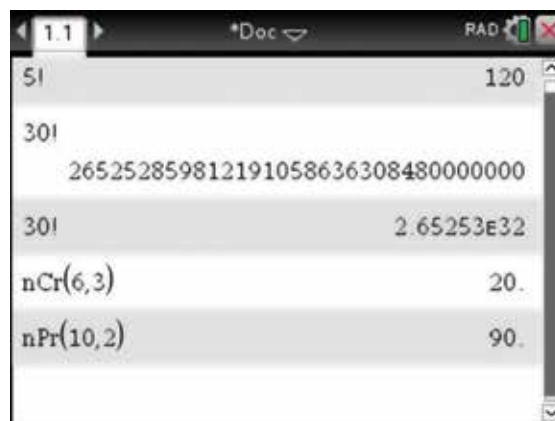 1.1 *Doc RAD
5! 120
30!
265252859812191058636308480000000
30! 2.65253E32
nCr(6,3) 20.
nPr(10,2) 90.